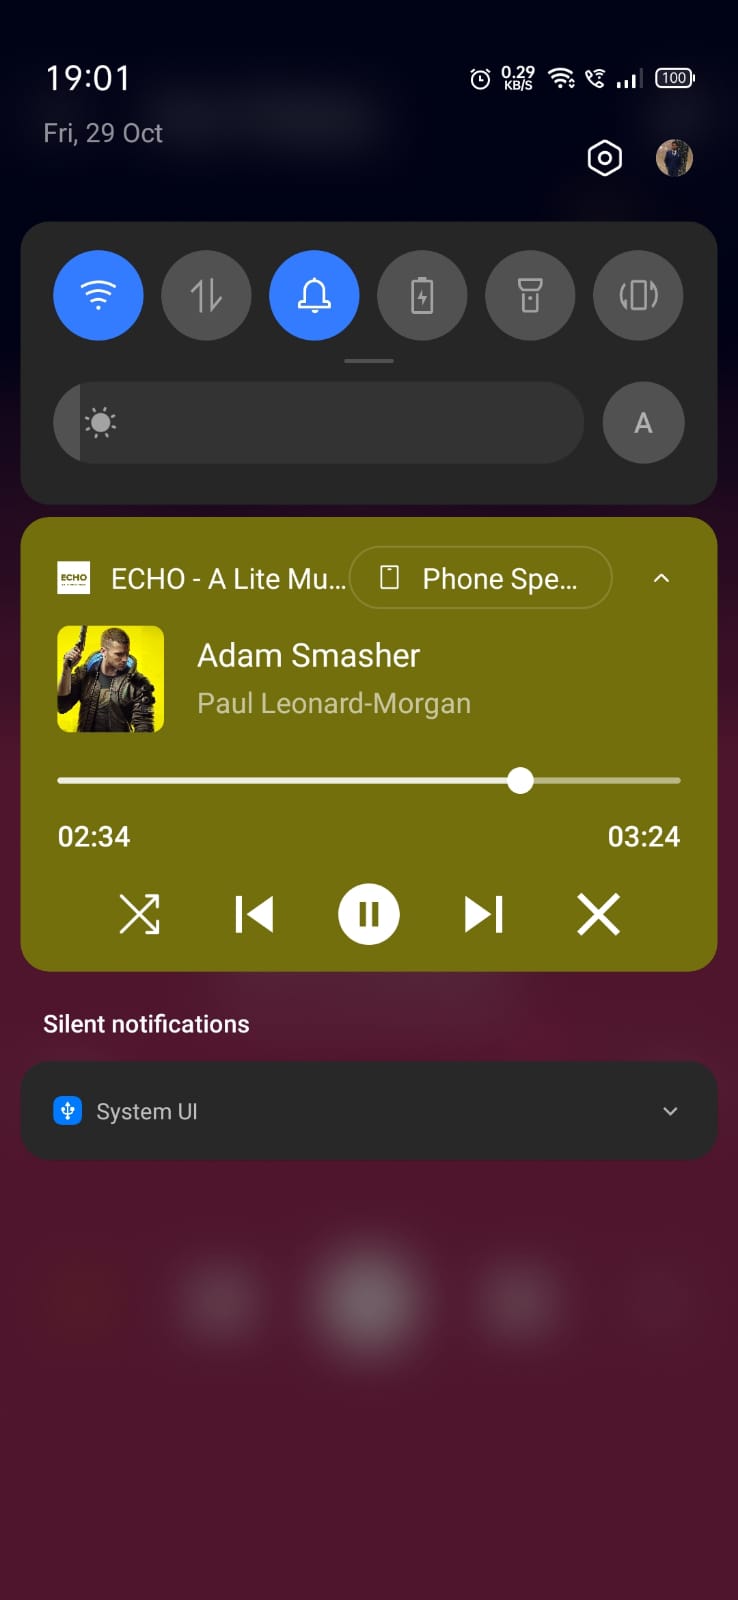 19:01
0.29
KB/S
100
Fri, 29 Oct
A
ECHO
ECHO - A Lite Mu...
Phone Spe...
Adam Smasher
Paul Leonard-Morgan
02:34
03:24
Silent notifications
System UI